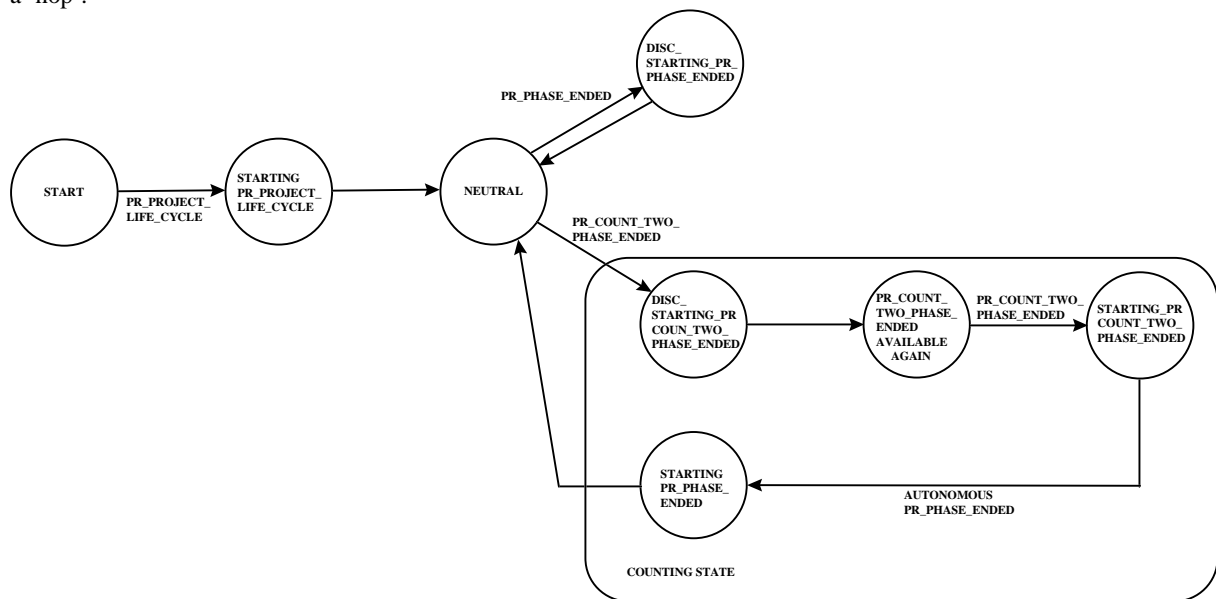 a "hop".
DISC_
STARTING_PR_
PHASE_ENDED
PR_PHASE_ENDED
START
PR_PROJECT_
LIFE_CYCLE
STARTING
PR_PROJECT_
LIFE_CYCLE
NEUTRAL
PR_COUNT_TWO_
PHASE_ENDED
DISC_
STARTING_PR
COUN_TWO_
PHASE_ENDED
PR_COUNT_
TWO_PHASE_
ENDED
AVAILABLE
AGAIN
PR_COUNT_TWO_
PHASE_ENDED
STARTING_PR
COUNT_TWO_
PHASE_ENDED
STARTING
PR_PHASE_
ENDED
AUTONOMOUS
PR_PHASE_ENDED
COUNTING STATE